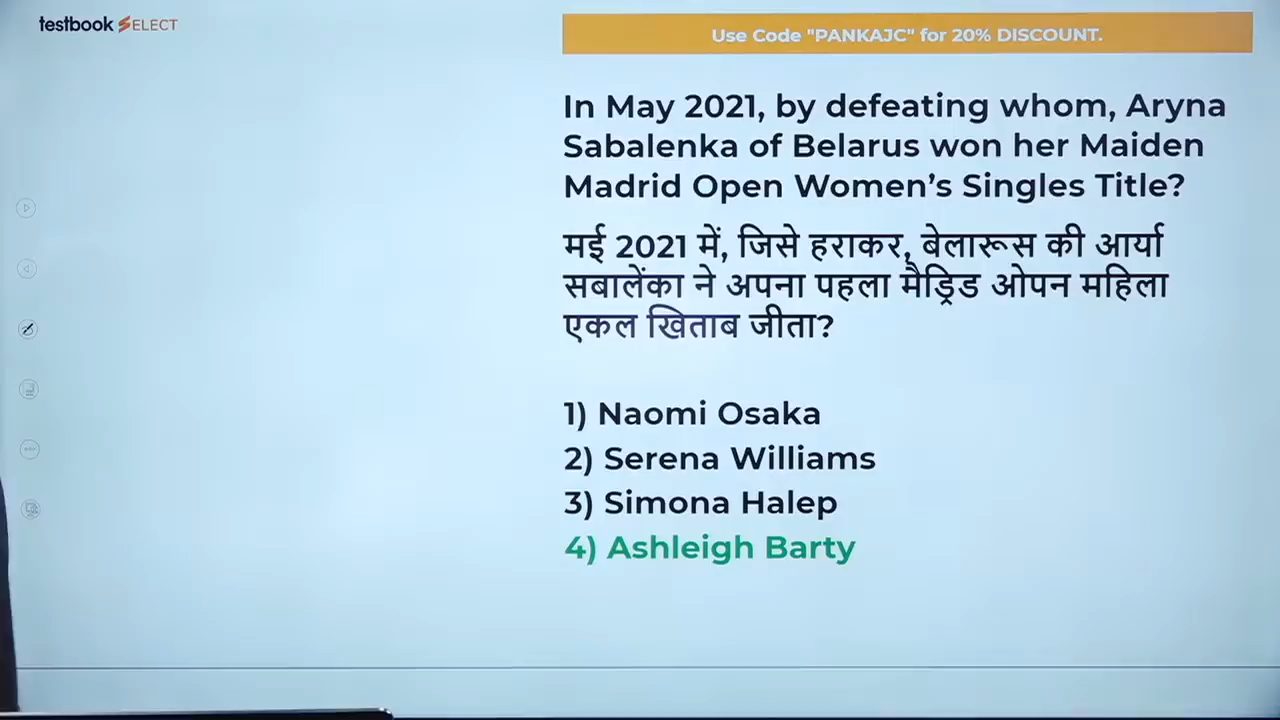 testbook SELECT
Use Code "PANKAJC" for 20% DISCOUNT.
In May 2021, by defeating whom, Aryna
Sabalenka of Belarus won her Maiden
Madrid Open Women's Singles Title?
मई 2021 में, जिसे हराकर, बेलारूस की आर्या
सबालेंका ने अपना पहला मैड्रिड ओपन महिला
एकल खिताब जीता?
1) Naomi Osaka
2) Serena Williams
3) Simona Halep
4) Ashleigh Barty